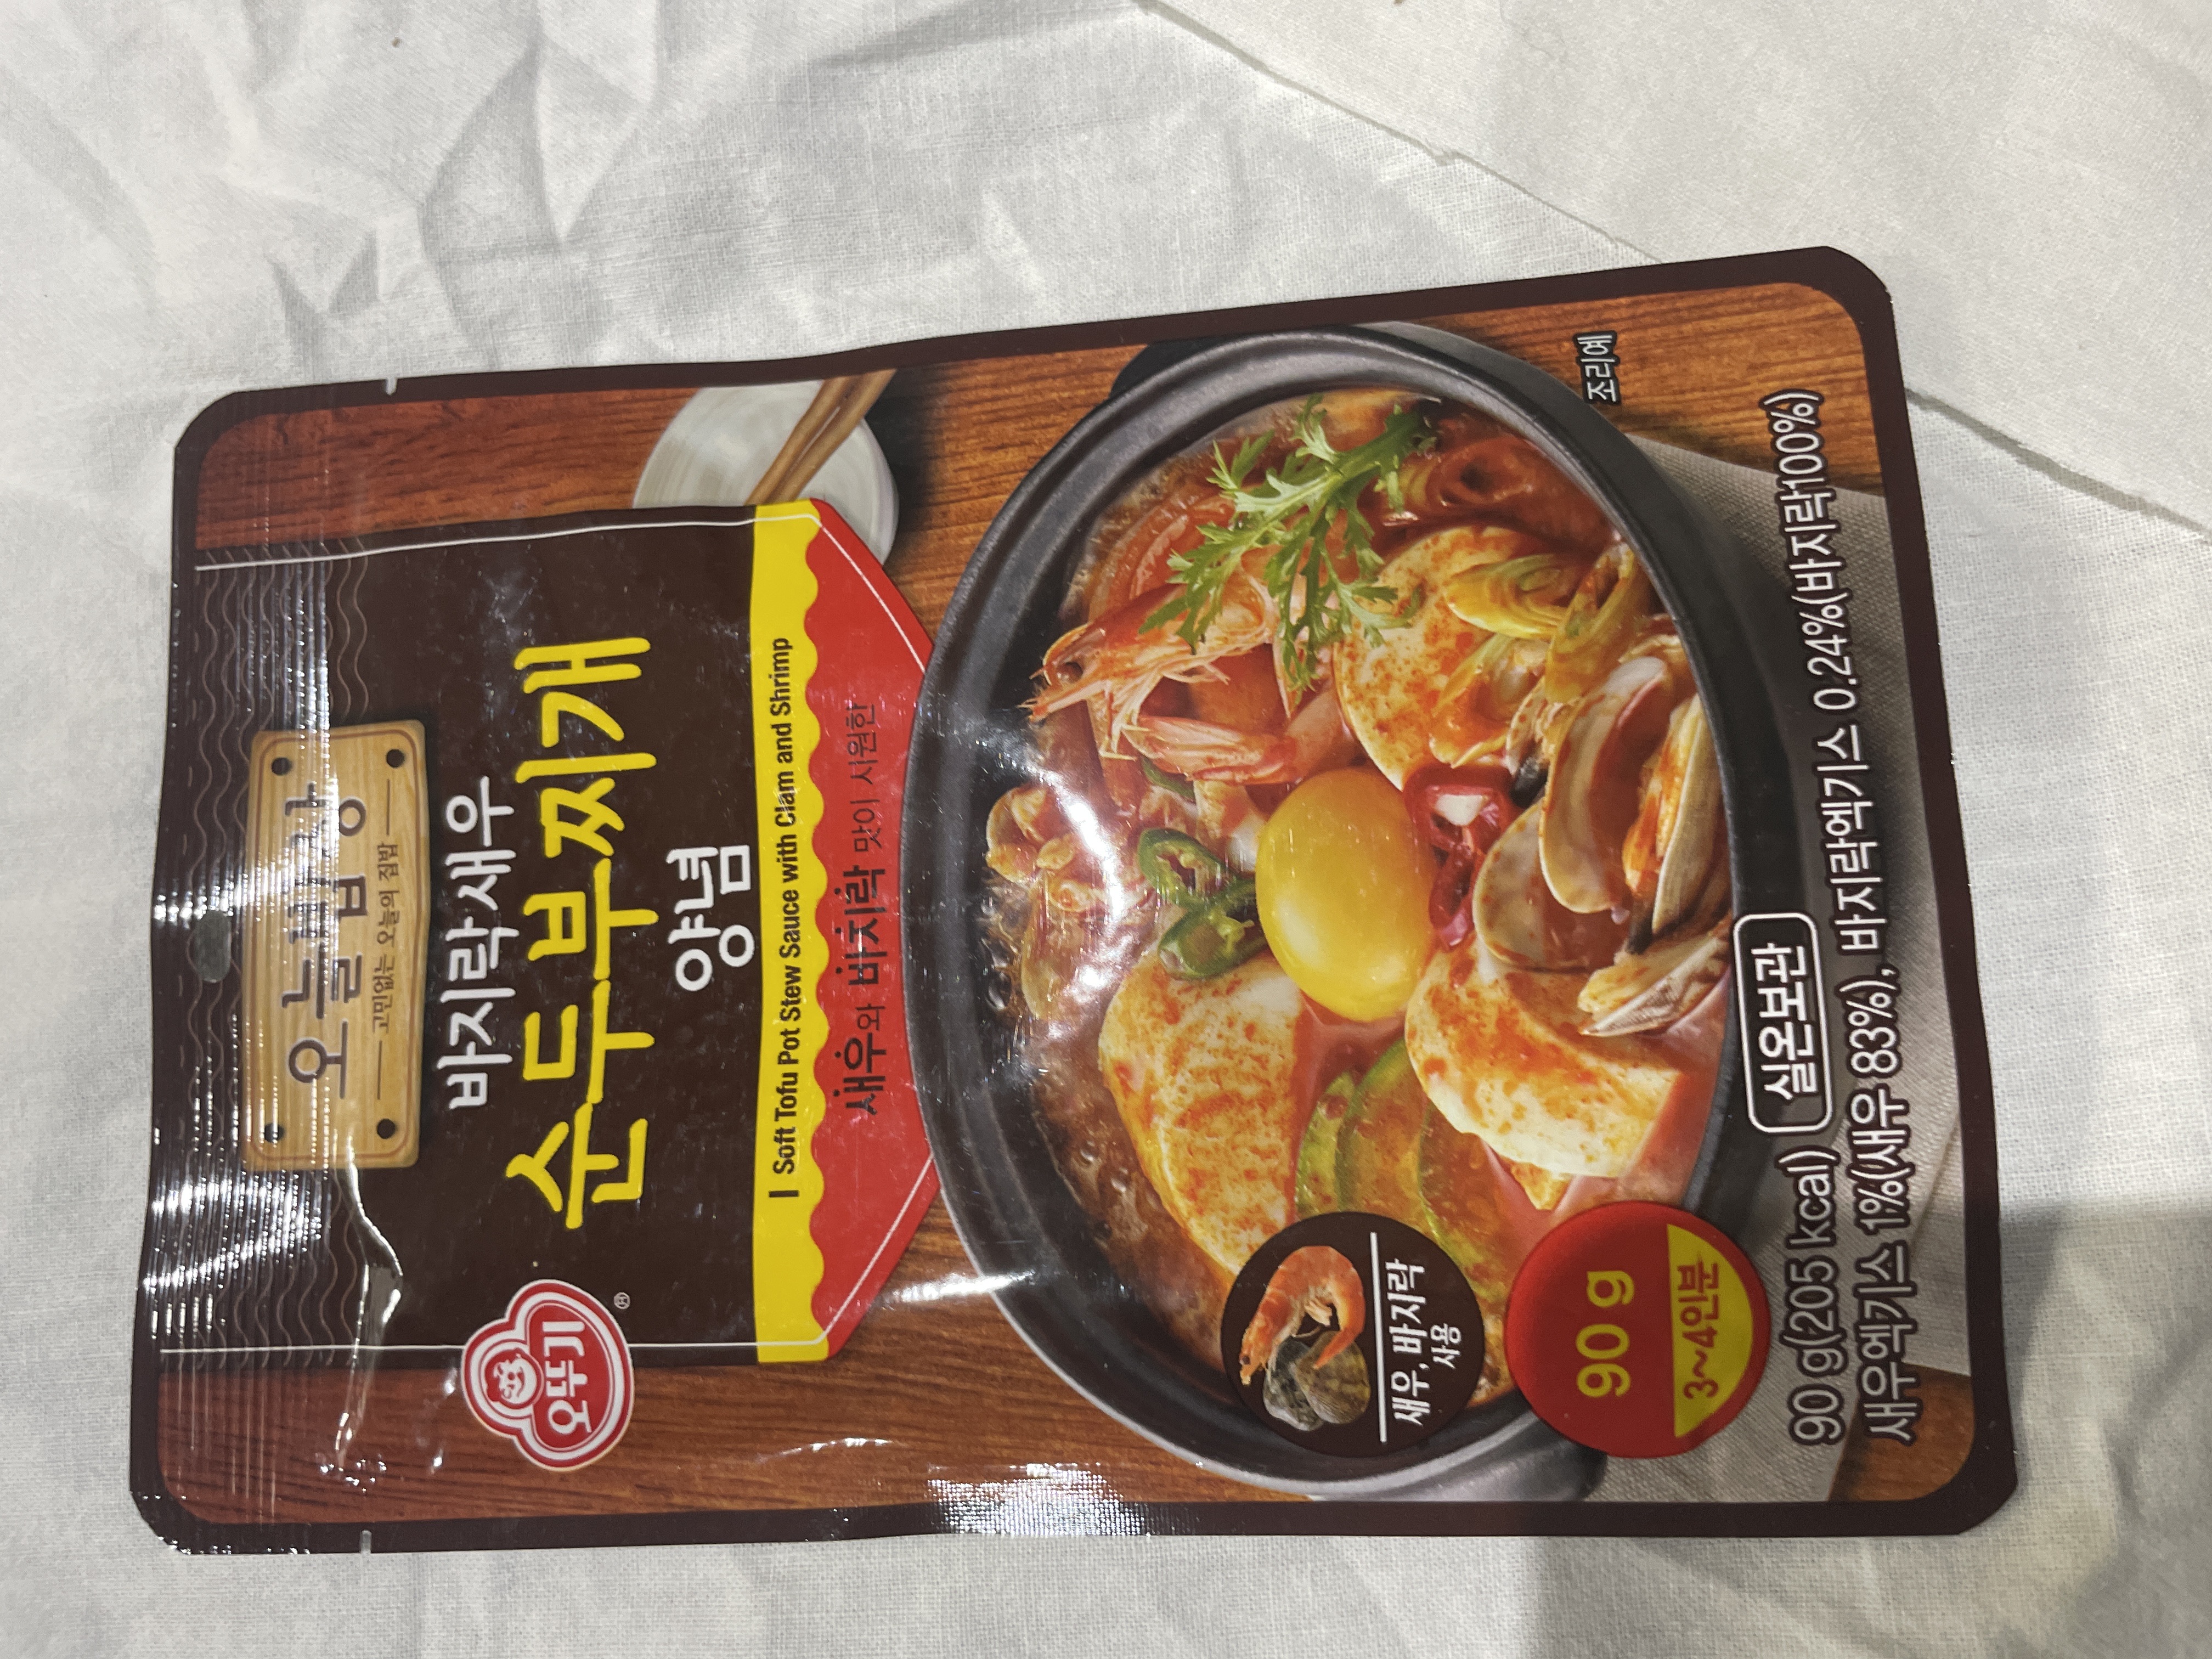 오늘밥상
고민없는 오늘의 집밥
오뚜기
®
바지락새우
순두부찌개
양념
Soft Tofu Pot Stew Sauce with Clam and Shrimp
새우와 바지락 맛이 시원한
조리예
새우, 바지락
사용
90 g
3~4인분
90 g(205 kcal) 실온보관
새우엑기스 1%(새우 83%), 바지락엑기스 0.24%(바지락100%)